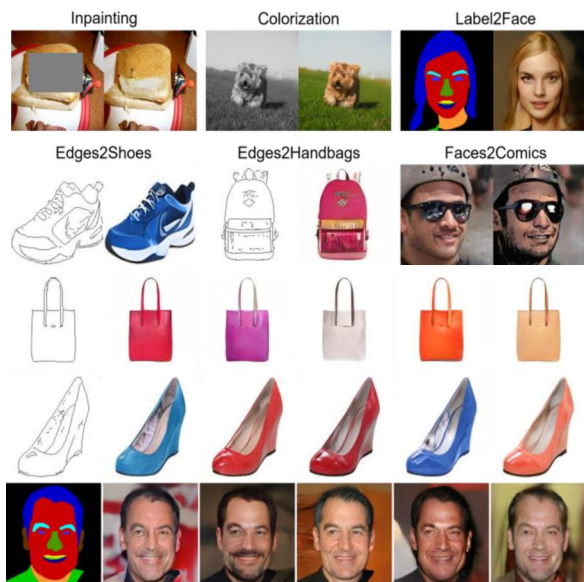 Inpainting
Colorization
Label2Face
Edges2Shoes
Edges2Handbags
Faces2Comics